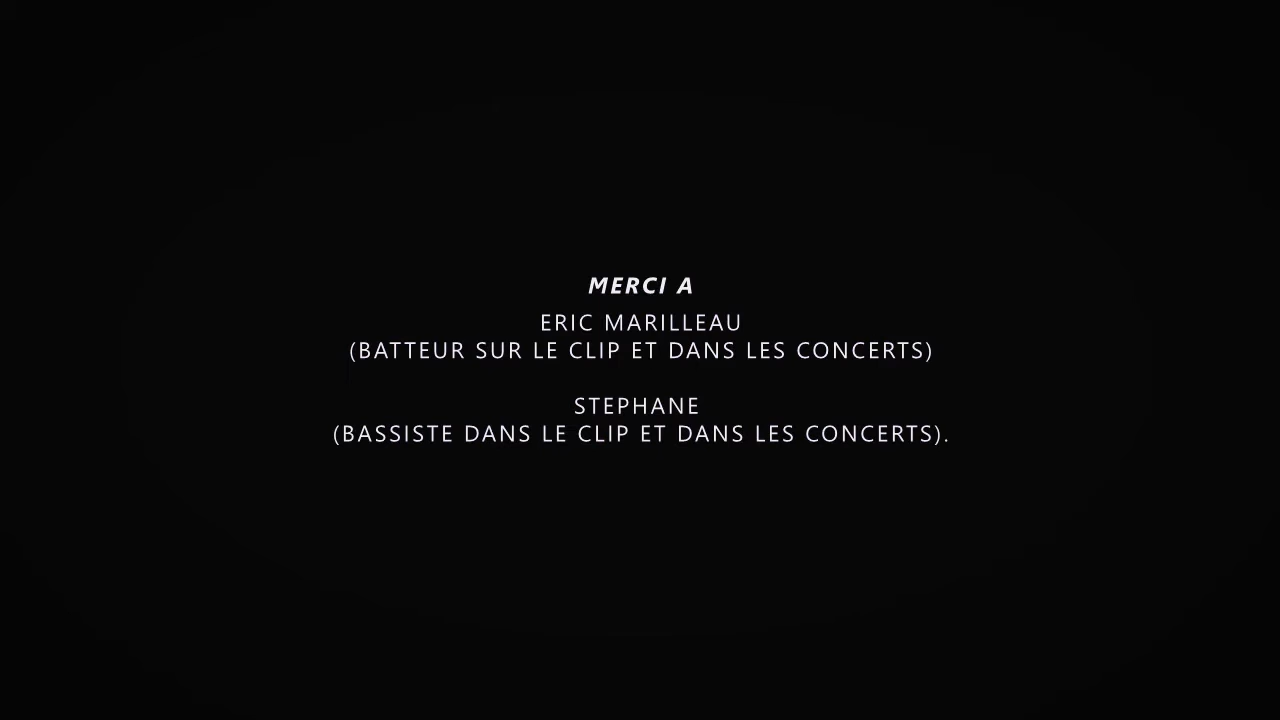 MERCI A
ERIC MARILLEAU
(BATTEUR SUR LE CLIP ET DANS LES CONCERTS)
STEPHANE
(BASSISTE DANS LE CLIP ET DANS LES CONCERTS).